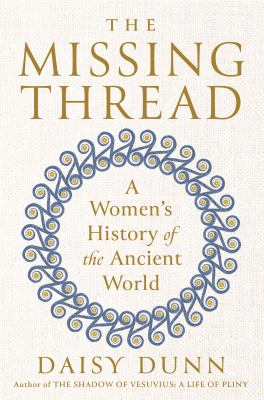 THE
MISSING
THREAD
A
Women's
History of
the Ancient
World
DAISY DUNN
Author of THE SHADOW OF VESUVIUS: A LIFE OF PLINY